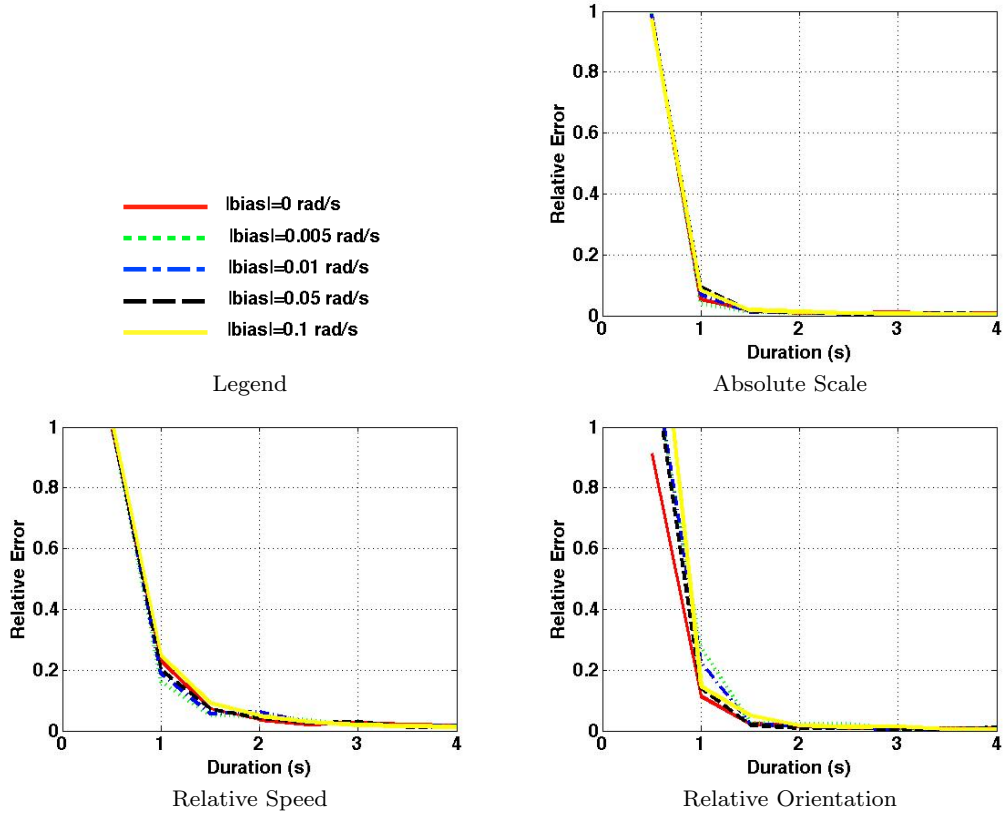 |bias|=0 rad/s
|bias|=0.005 rad/s
|bias|=0.01 rad/s
|bias|=0.05 rad/s
|bias|=0.1 rad/s
Legend
1
0.8
0.6
0.4
0.2
0
Relative Error
0 1 2 3 4
Duration (s)
Absolute Scale
1
0.8
0.6
0.4
0.2
0
Relative Error
0 1 2 3 4
Duration (s)
Relative Speed
1
0.8
0.6
0.4
0.2
0
Relative Error
0 1 2 3 4
Duration (s)
Relative Orientation